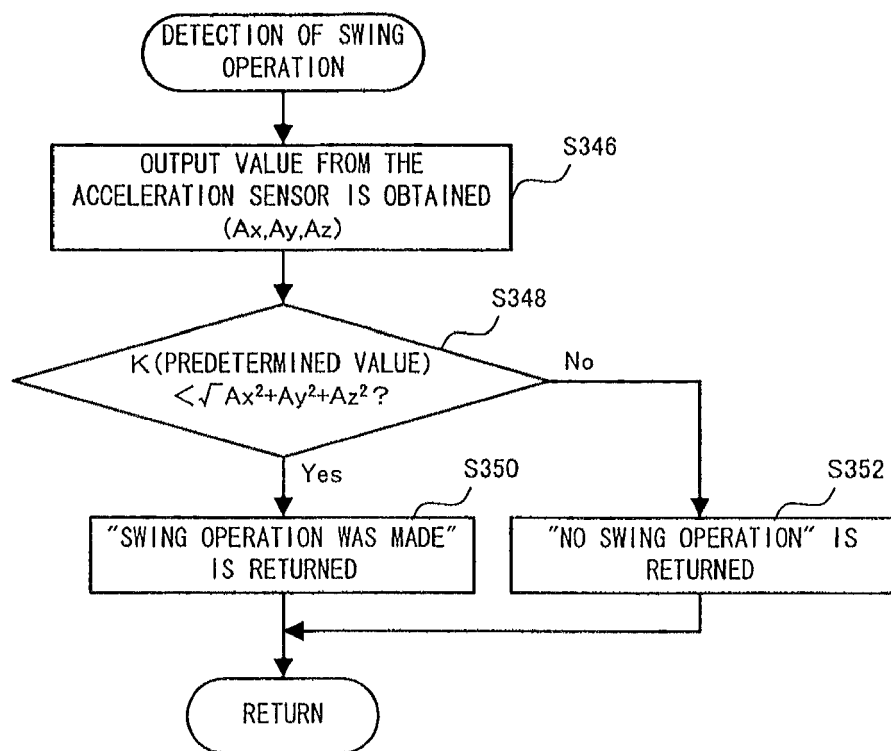 DETECTION OF SWING
OPERATION
OUTPUT VALUE FROM THE
ACCELERATION SENSOR IS OBTAINED
(Ax,Ay,Az)
S346
K(PREDETERMINED VALUE)
<√Ax²+Ay²+Az²?
S348
No
Yes
"SWING OPERATION WAS MADE"
IS RETURNED
S350
"NO SWING OPERATION" IS
RETURNED
S352
RETURN